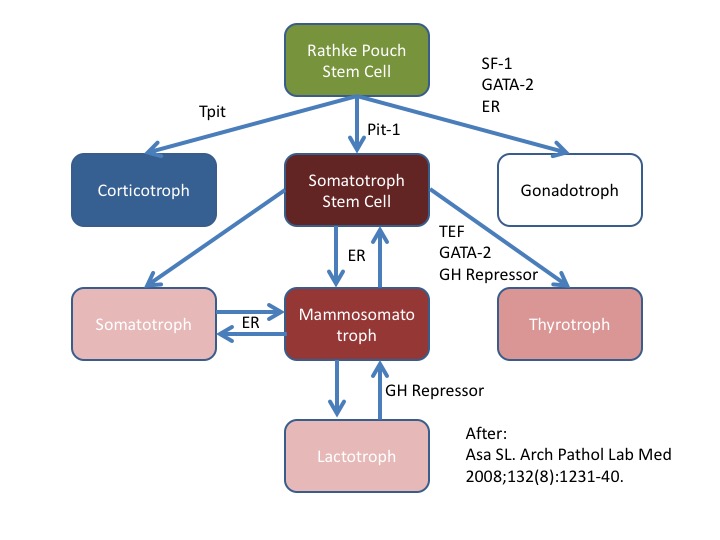 Rathke Pouch
Stem Cell
SF-1
GATA-2
ER
Tpit
Pit-1
Corticotroph
Somatotroph
Stem Cell
Gonadotroph
TEF
GATA-2
GH Repressor
ER
Somatotroph
ER
Mammosomato
troph
Thyrotroph
GH Repressor
Lactotroph
After:
Asa SL. Arch Pathol Lab Med
2008;132(8):1231-40.